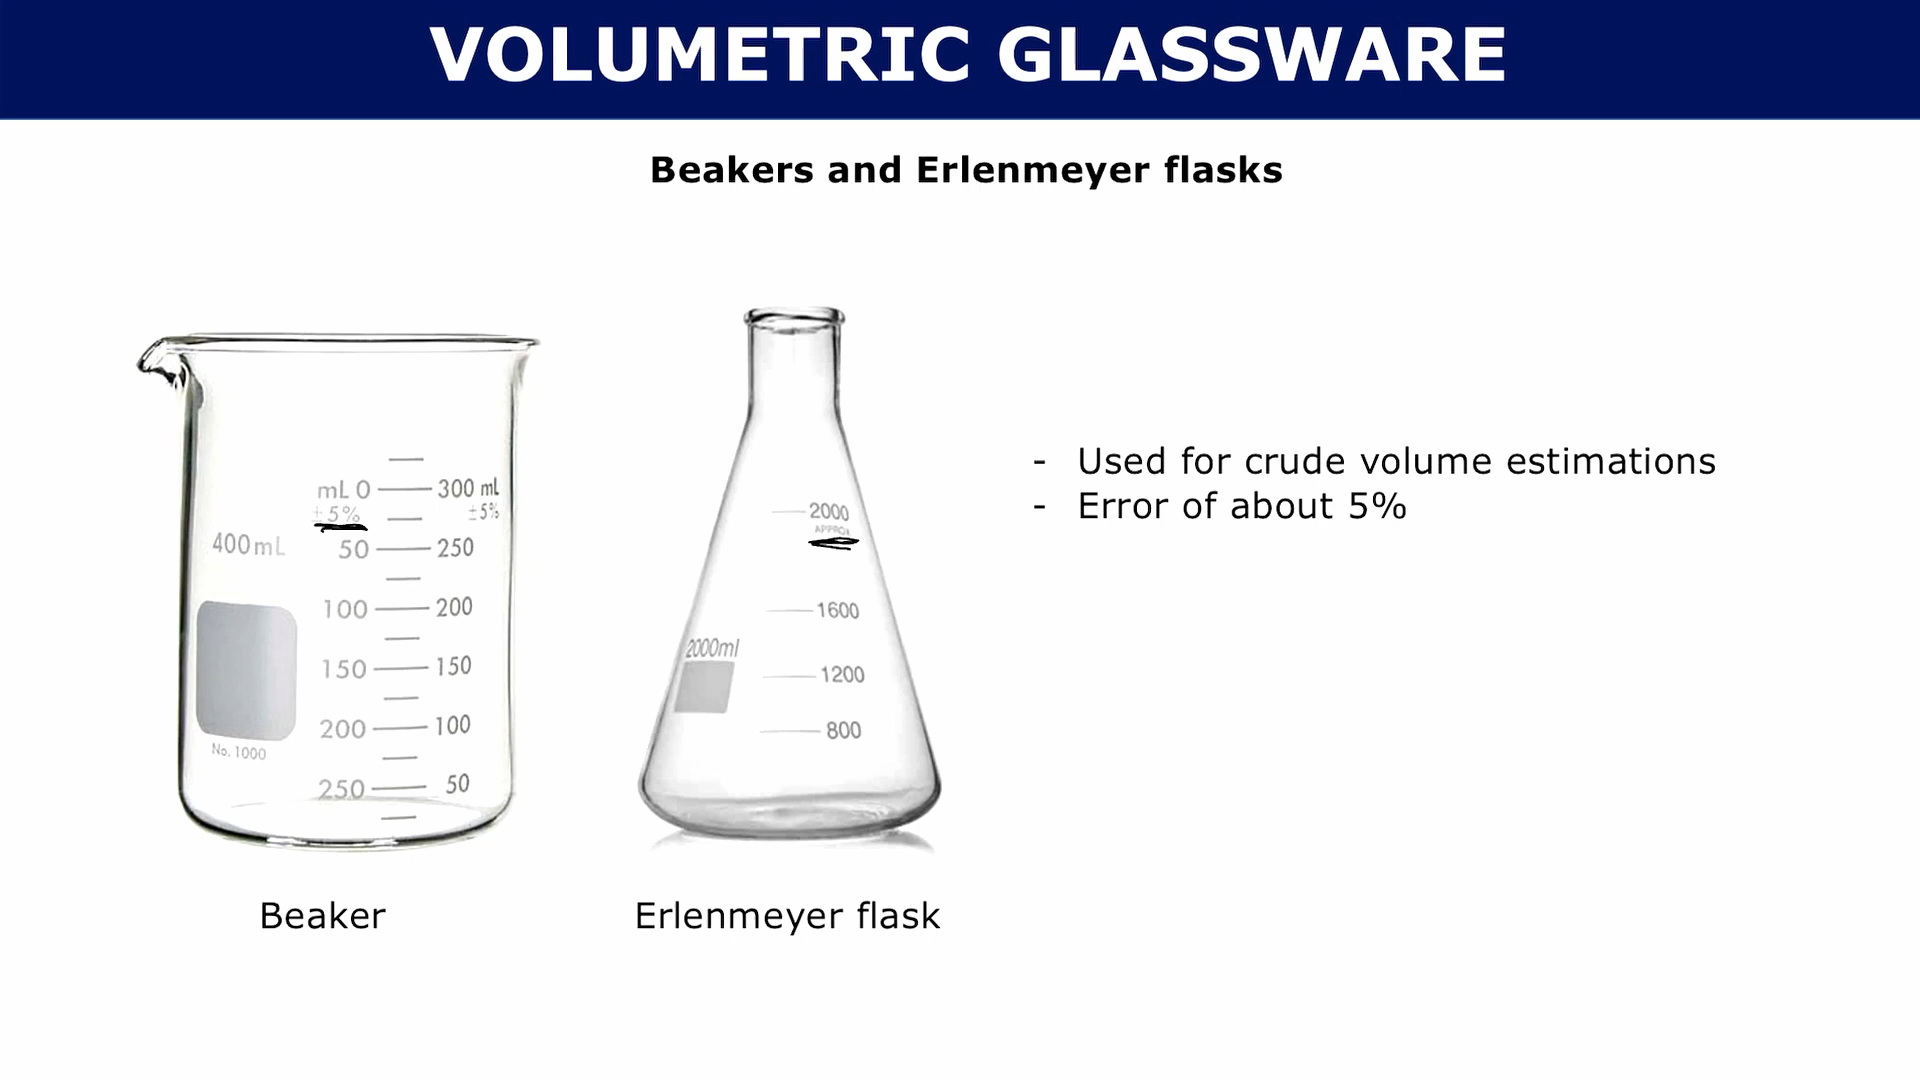 VOLUMETRIC GLASSWARE
Beakers and Erlenmeyer flasks
mL 0 300 mL
±5% ±5%
400mL
50 250
100 200
150 150
200 100
No. 1000
250 50
2000
APPROX
1600
2000ml
1200
800
- Used for crude volume estimations
- Error of about 5%
Beaker
Erlenmeyer flask